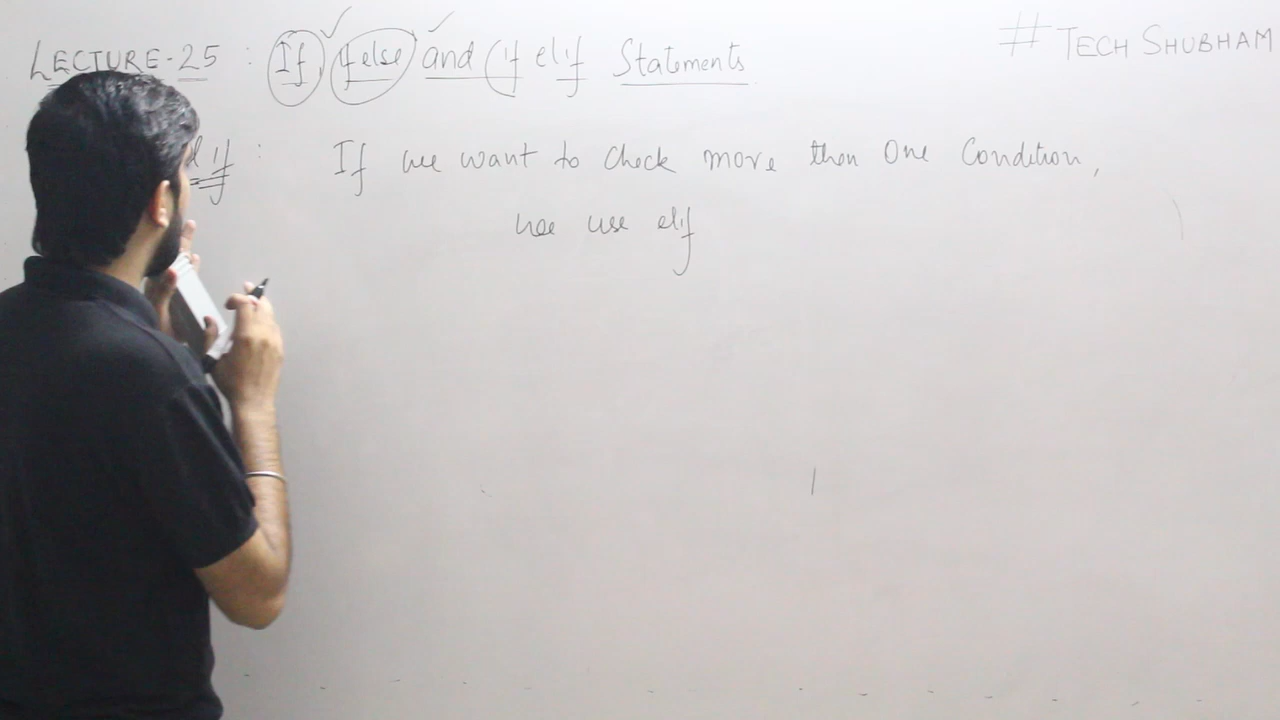 LECTURE-25 : If, if else and if elif Statements
# TECH SHUBHAM
: If we want to check more than One Condition,
we use elif